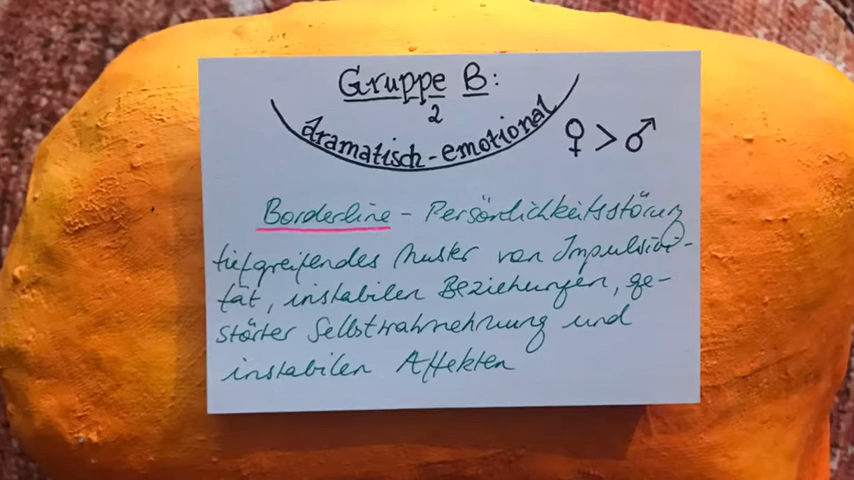 Gruppe B:
2
dramatisch-emotional
♀ > ♂
Borderline - Persönlichkeitsstörung
tiefgreifendes Muster von Impulsivi-
tät, instabilen Beziehungen, ge-
störter Selbstwahrnehmung und
instabilen Affekten